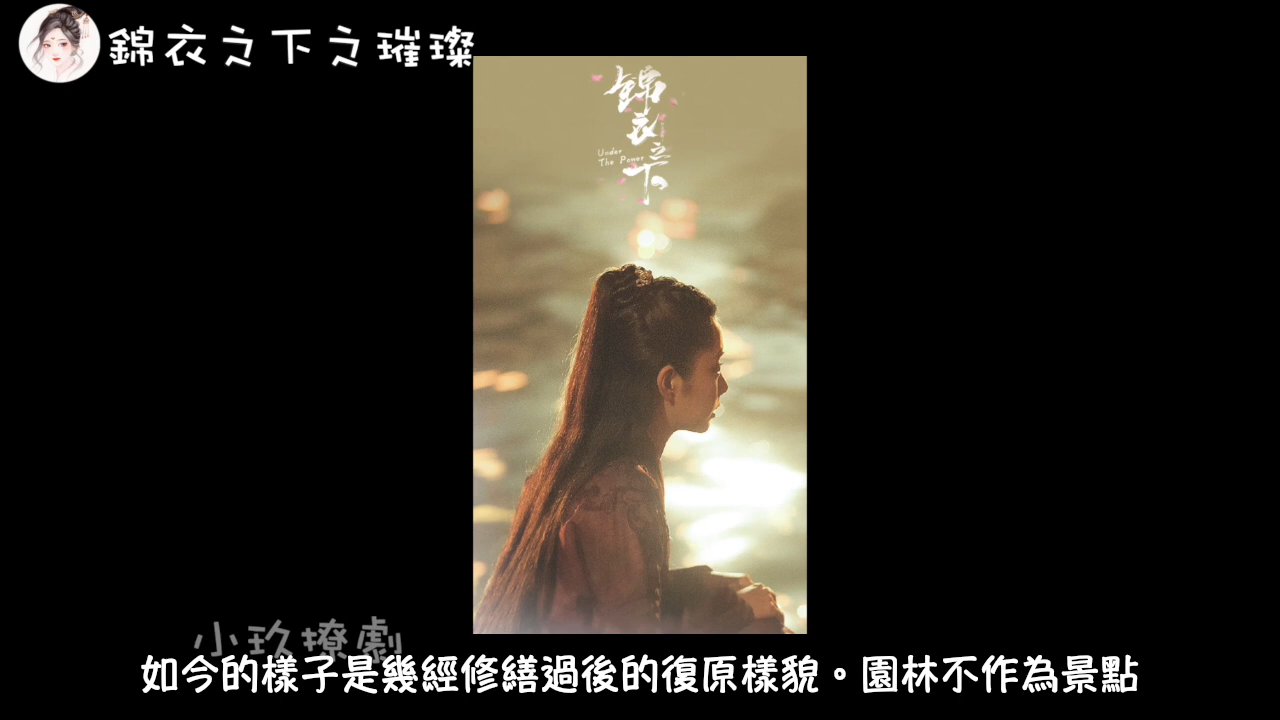 錦衣之下之璀璨
錦衣之下
Under
The Power
小玖撩劇
如今的樣子是幾經修繕過後的復原樣貌。園林不作為景點